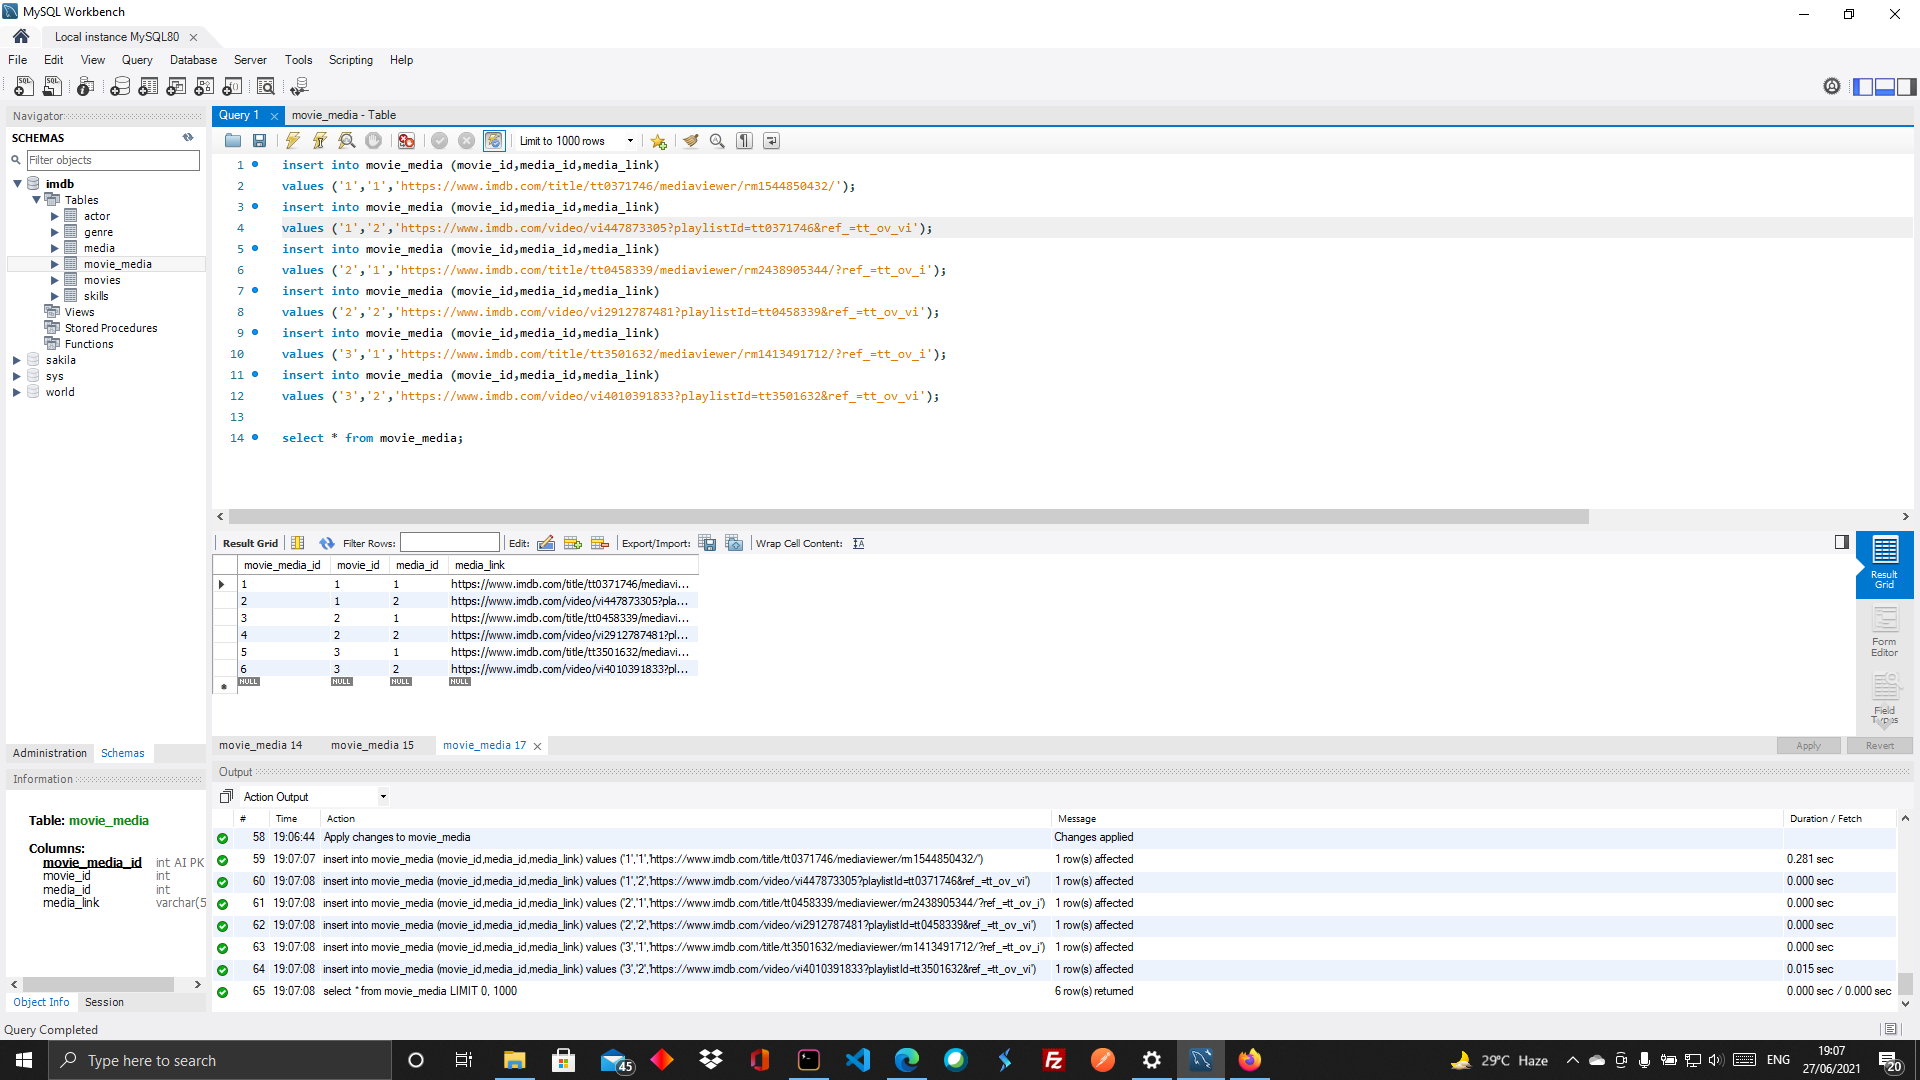 MySQL Workbench
Local instance MySQL80
File Edit View Query Database Server Tools Scripting Help
Navigator
SCHEMAS
Filter objects
imdb
Tables
actor
genre
media
movie_media
movies
skills
Views
Stored Procedures
Functions
sakila
sys
world
Administration Schemas
Information
Table: movie_media
Columns:
movie_media_id int AI PK
movie_id int
media_id int
media_link varchar(5
Object Info Session
Query 1 movie_media - Table
Limit to 1000 rows
1 insert into movie_media (movie_id,media_id,media_link)
2 values ('1','1','https://www.imdb.com/title/tt0371746/mediaviewer/rm1544850432/');
3 insert into movie_media (movie_id,media_id,media_link)
4 values ('1','2','https://www.imdb.com/video/vi447873305?playlistId=tt0371746&ref_=tt_ov_vi');
5 insert into movie_media (movie_id,media_id,media_link)
6 values ('2','1','https://www.imdb.com/title/tt0458339/mediaviewer/rm2438905344/?ref_=tt_ov_i');
7 insert into movie_media (movie_id,media_id,media_link)
8 values ('2','2','https://www.imdb.com/video/vi2912787481?playlistId=tt0458339&ref_=tt_ov_vi');
9 insert into movie_media (movie_id,media_id,media_link)
10 values ('3','1','https://www.imdb.com/title/tt3501632/mediaviewer/rm1413491712/?ref_=tt_ov_i');
11 insert into movie_media (movie_id,media_id,media_link)
12 values ('3','2','https://www.imdb.com/video/vi4010391833?playlistId=tt3501632&ref_=tt_ov_vi');
13
14 select * from movie_media;
Result Grid Filter Rows: Edit: Export/Import: Wrap Cell Content:
movie_media_id movie_id media_id media_link
1 1 1 https://www.imdb.com/title/tt0371746/mediavi...
2 1 2 https://www.imdb.com/video/vi447873305?pla...
3 2 1 https://www.imdb.com/title/tt0458339/mediavi...
4 2 2 https://www.imdb.com/video/vi2912787481?pl...
5 3 1 https://www.imdb.com/title/tt3501632/mediavi...
6 3 2 https://www.imdb.com/video/vi4010391833?pl...
NULL NULL NULL NULL
Result Grid
Form Editor
Field Types
movie_media 14 movie_media 15 movie_media 17
Apply Revert
Output
Action Output
# Time Action Message Duration / Fetch
58 19:06:44 Apply changes to movie_media Changes applied
59 19:07:07 insert into movie_media (movie_id,media_id,media_link) values ('1','1','https://www.imdb.com/title/tt0371746/mediaviewer/rm1544850432/') 1 row(s) affected 0.281 sec
60 19:07:08 insert into movie_media (movie_id,media_id,media_link) values ('1','2','https://www.imdb.com/video/vi447873305?playlistId=tt0371746&ref_=tt_ov_vi') 1 row(s) affected 0.000 sec
61 19:07:08 insert into movie_media (movie_id,media_id,media_link) values ('2','1','https://www.imdb.com/title/tt0458339/mediaviewer/rm2438905344/?ref_=tt_ov_i') 1 row(s) affected 0.000 sec
62 19:07:08 insert into movie_media (movie_id,media_id,media_link) values ('2','2','https://www.imdb.com/video/vi2912787481?playlistId=tt0458339&ref_=tt_ov_vi') 1 row(s) affected 0.000 sec
63 19:07:08 insert into movie_media (movie_id,media_id,media_link) values ('3','1','https://www.imdb.com/title/tt3501632/mediaviewer/rm1413491712/?ref_=tt_ov_i') 1 row(s) affected 0.000 sec
64 19:07:08 insert into movie_media (movie_id,media_id,media_link) values ('3','2','https://www.imdb.com/video/vi4010391833?playlistId=tt3501632&ref_=tt_ov_vi') 1 row(s) affected 0.015 sec
65 19:07:08 select * from movie_media LIMIT 0, 1000 6 row(s) returned 0.000 sec / 0.000 sec
Query Completed
Type here to search
45
29°C Haze
ENG
19:07
27/06/2021
20